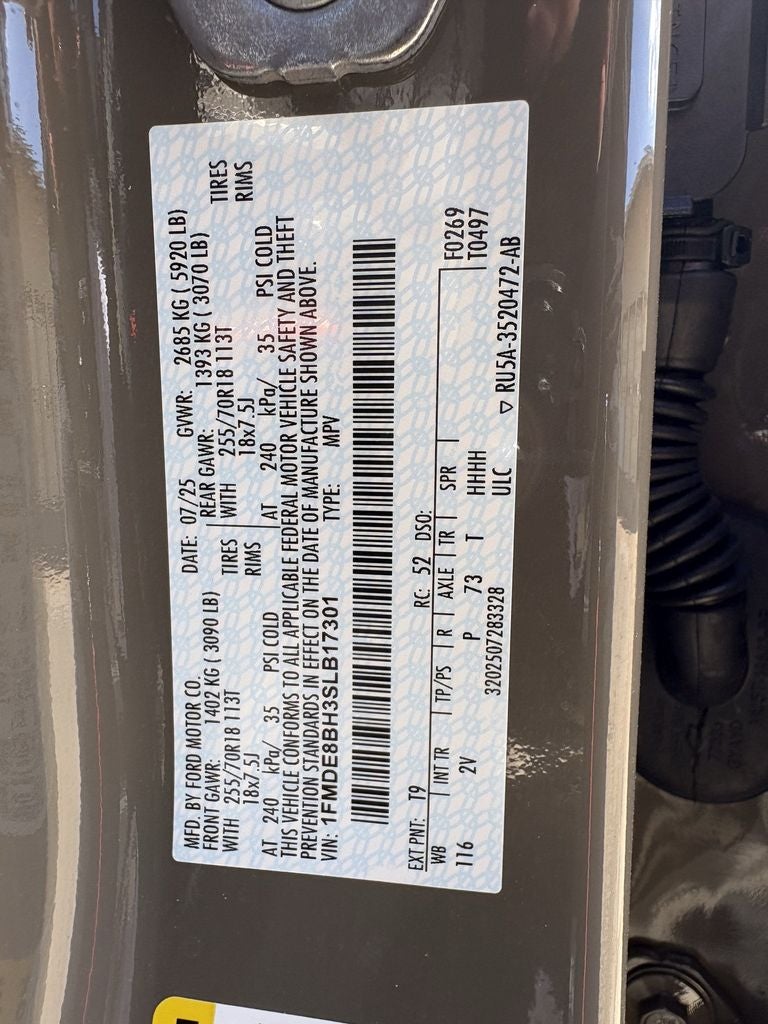 MFD. BY FORD MOTOR CO.
DATE: 07/25 GVWR: 2685 KG ( 5920 LB)
FRONT GAWR: 1402 KG ( 3090 LB)
REAR GAWR: 1393 KG ( 3070 LB)
WITH 255/70R18 113T TIRES
WITH 255/70R18 113T TIRES
18x7.5J RIMS
18x7.5J RIMS
AT 240 kPa/ 35 PSI COLD
AT 240 kPa/ 35 PSI COLD
THIS VEHICLE CONFORMS TO ALL APPLICABLE FEDERAL MOTOR VEHICLE SAFETY AND THEFT
PREVENTION STANDARDS IN EFFECT ON THE DATE OF MANUFACTURE SHOWN ABOVE.
VIN: 1FMDE8BH3SLB17301 TYPE: MPV
EXT PNT: T9 RC: 52 DSO: F0269
WB INT TR TP/PS R AXLE TR SPR T0497
116 2V P 73 T HHHHH
3202507283328 ULC ▽ RU5A-3520472-AB